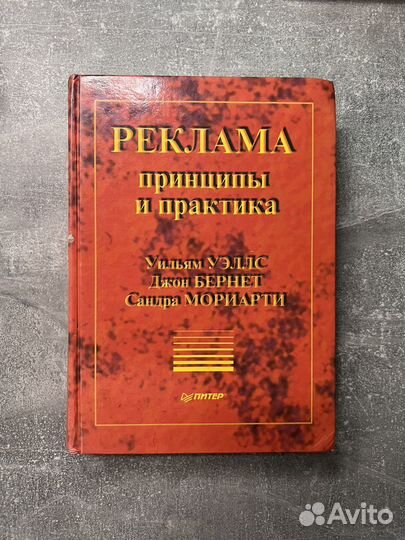 РЕКЛАМА
принципы
и практика
Уильям УЭЛЛС
Джон БЕРНЕТ
Сандра МОРИАРТИ
ПИТЕР®
Avito